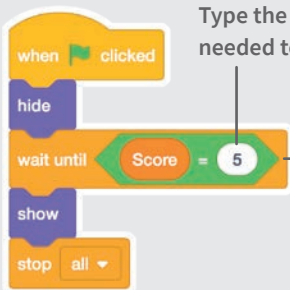 Type the
needed to
when clicked
hide
wait until Score = 5
show
stop all